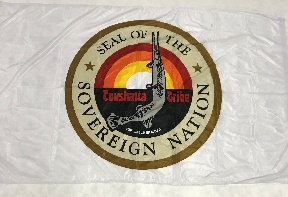 SEAL OF THE
Coushatta Tribe
SOVEREIGN NATION